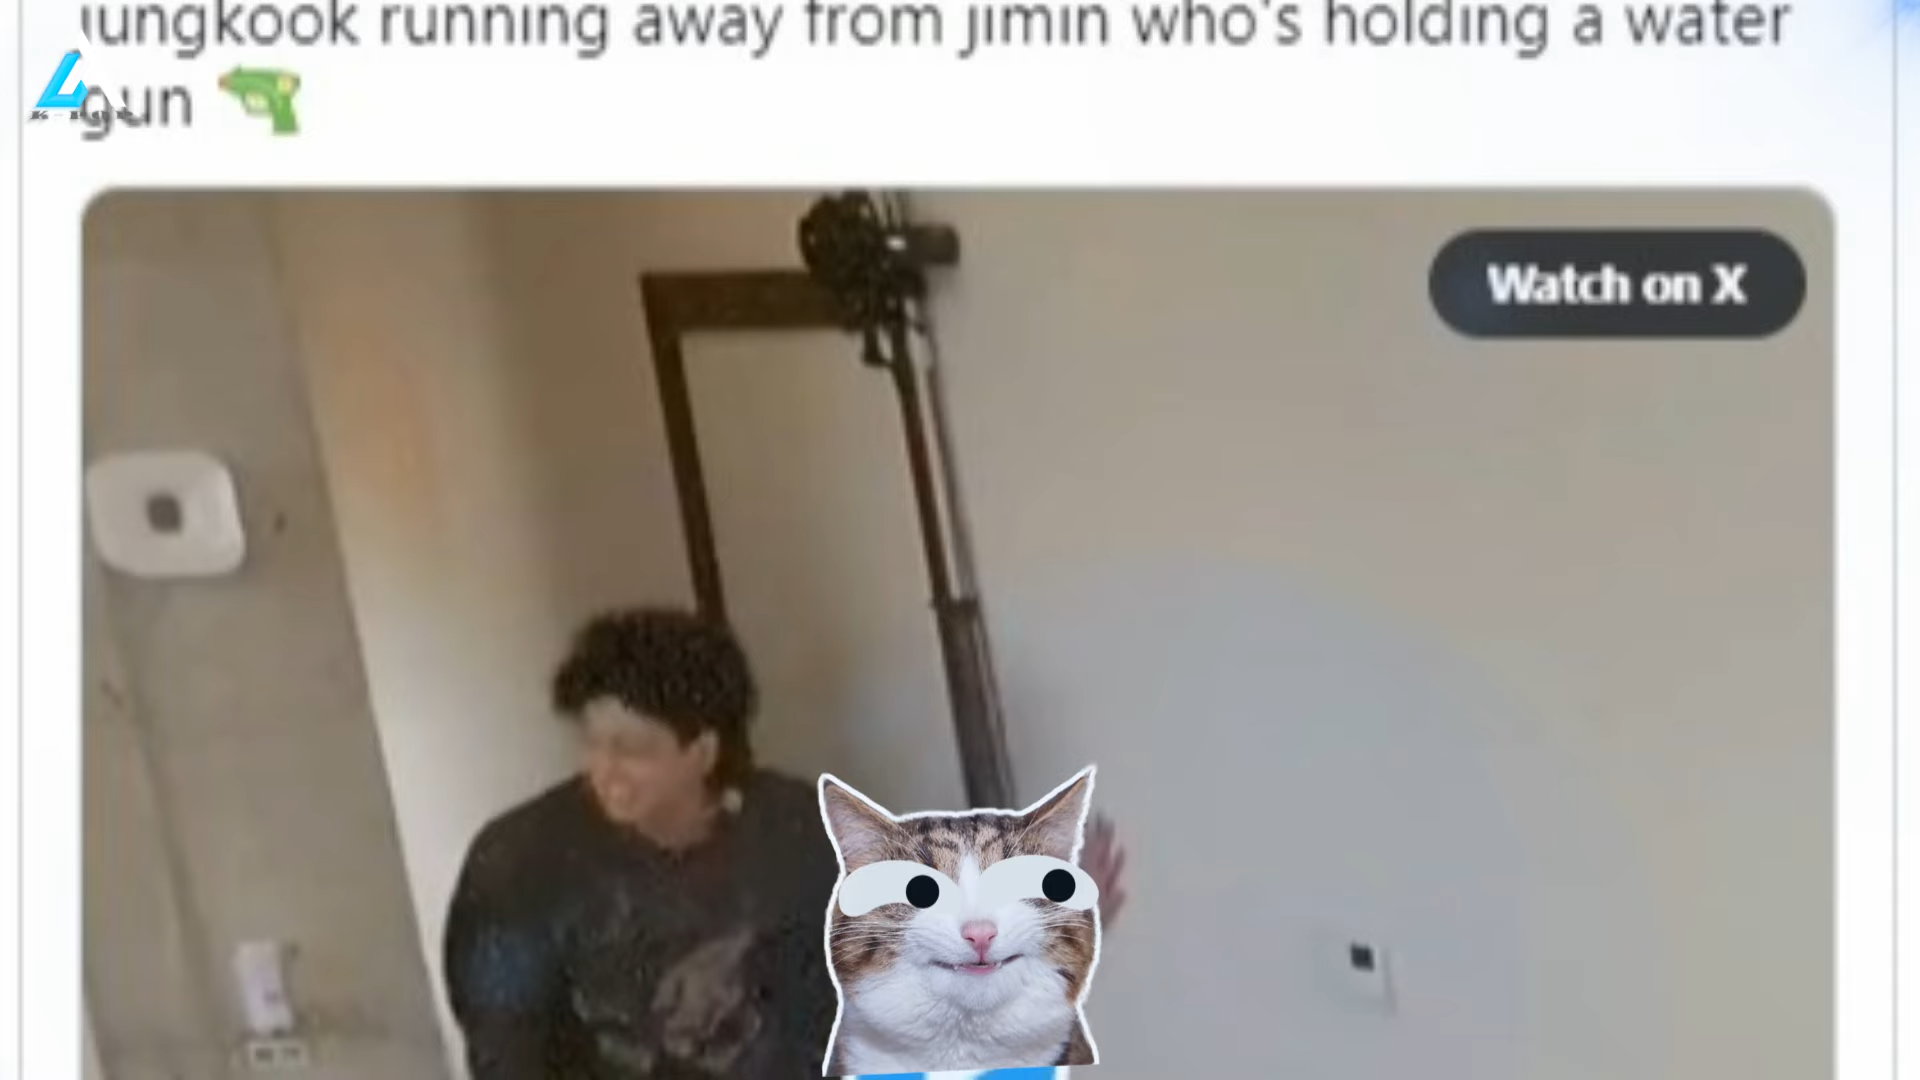 jungkook running away from jimin who's holding a water
gun
Watch on X